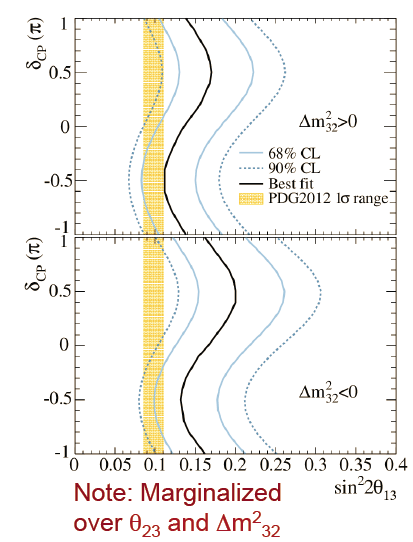 1
0.5
0
-0.5
-1
δCP (π)
Δm²32>0
68% CL
90% CL
Best fit
PDG2012 1σ range
1
0.5
0
-0.5
-1
δCP (π)
Δm²32<0
0 0.05 0.1 0.15 0.2 0.25 0.3 0.35 0.4
sin²2θ13
Note: Marginalized
over θ23 and Δm²32